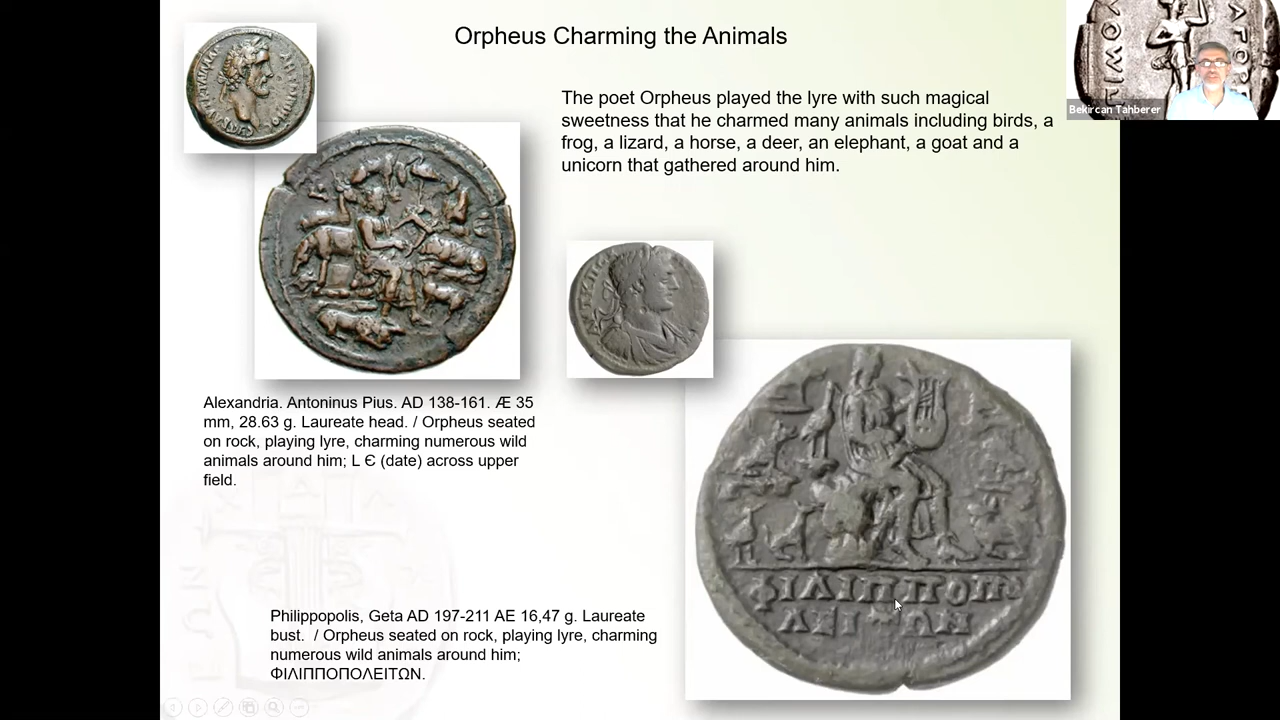 Orpheus Charming the Animals
The poet Orpheus played the lyre with such magical
sweetness that he charmed many animals including birds, a
frog, a lizard, a horse, a deer, an elephant, a goat and a
unicorn that gathered around him.
Bekircan Tahberer
Alexandria. Antoninus Pius. AD 138-161. Æ 35
mm, 28.63 g. Laureate head. / Orpheus seated
on rock, playing lyre, charming numerous wild
animals around him; L Є (date) across upper
field.
ΦΙΛΙΠΠΟΠΟ
ΛΕΙΤΩΝ
Philippopolis, Geta AD 197-211 AE 16,47 g. Laureate
bust.  / Orpheus seated on rock, playing lyre, charming
numerous wild animals around him;
ΦΙΛΙΠΠΟΠΟΛΕΙΤΩΝ.